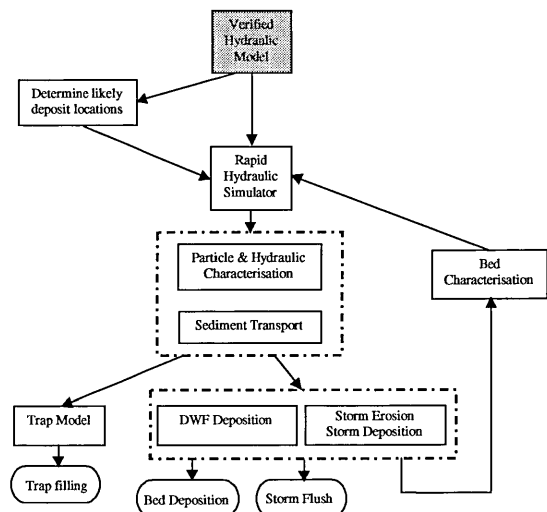 Verified
Hydraulic
Model
Determine likely
deposit locations
Rapid
Hydraulic
Simulator
Particle & Hydraulic
Characterisation
Bed
Characterisation
Sediment Transport
Trap Model
DWF Deposition
Storm Erosion
Storm Deposition
Trap filling
Bed Deposition
Storm Flush